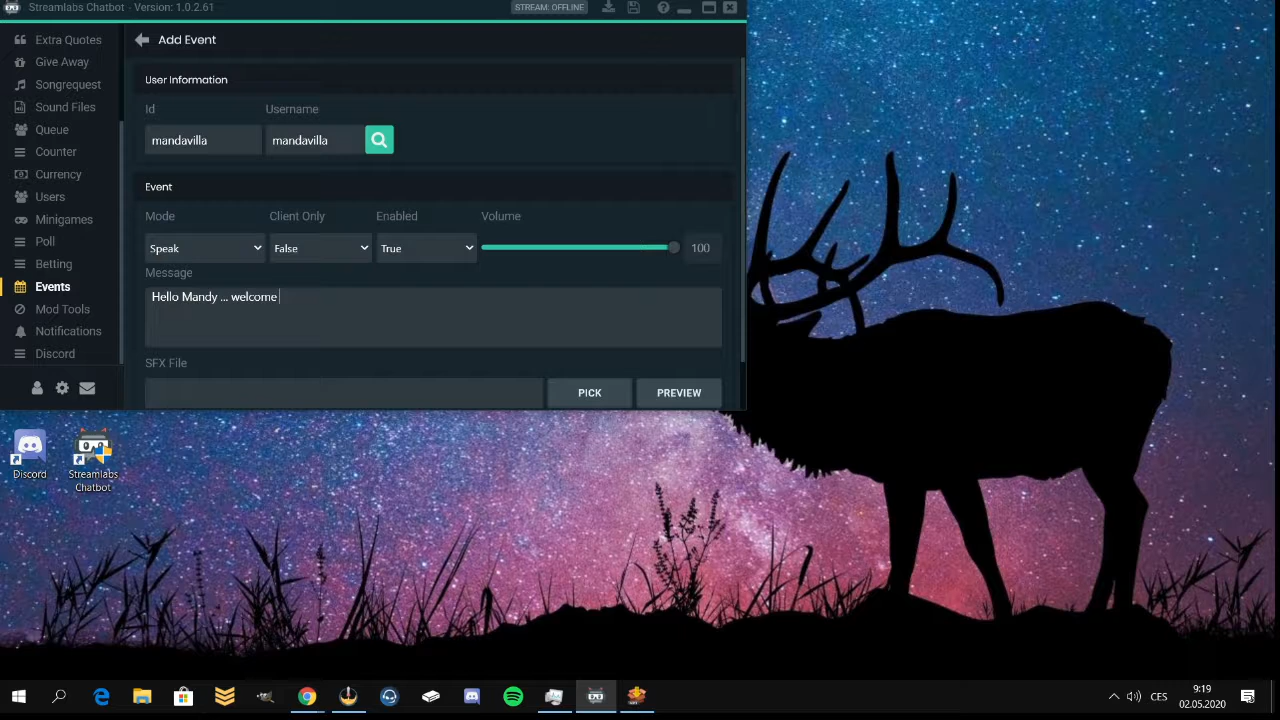 Streamlabs Chatbot - Version: 1.0.2.61
STREAM: OFFLINE
Extra Quotes
Give Away
Songrequest
Sound Files
Queue
Counter
Currency
Users
Minigames
Poll
Betting
Events
Mod Tools
Notifications
Discord
Add Event
User Information
Id Username
mandavilla mandavilla
Event
Mode Client Only Enabled Volume
Speak False True 100
Message
Hello Mandy ... welcome
SFX File
PICK PREVIEW
Discord
Streamlabs
Chatbot
CES
9:19
02.05.2020